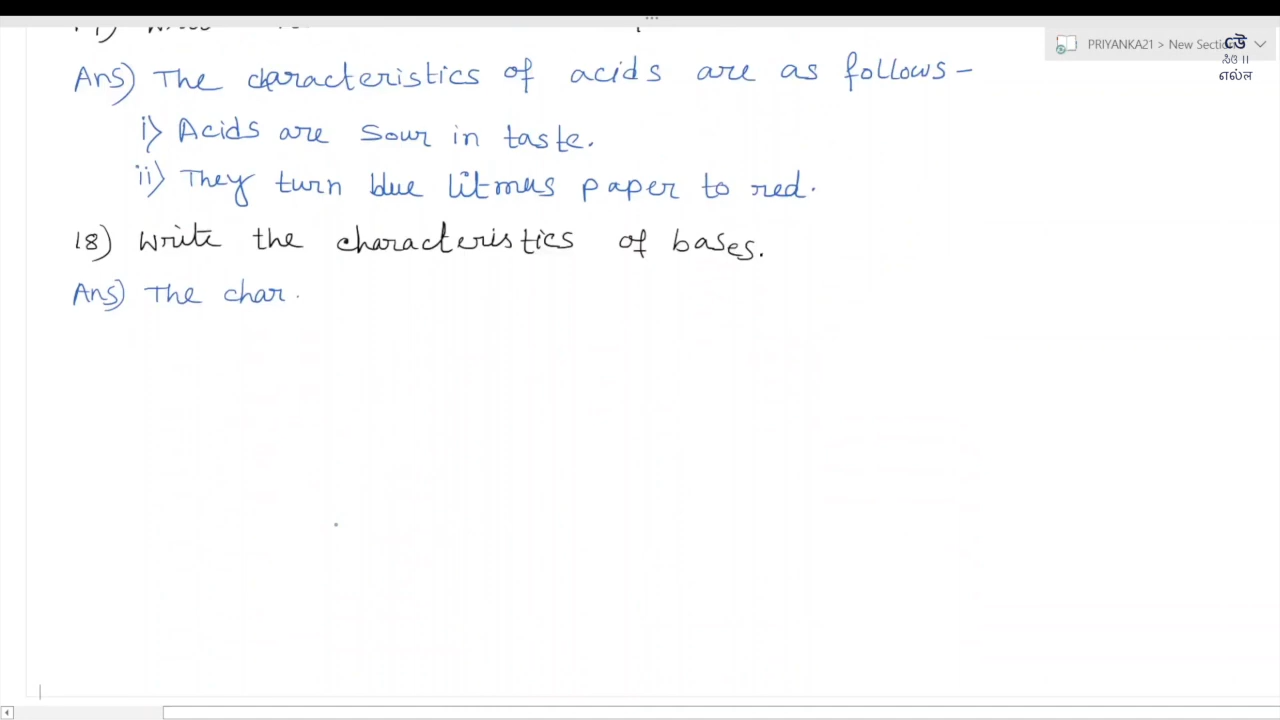 Ans) The characteristics of acids are as follows -
i) Acids are sour in taste.
ii) They turn blue litmus paper to red.
18) Write the characteristics of bases.
Ans) The char
PRIYANKA21 > New Section